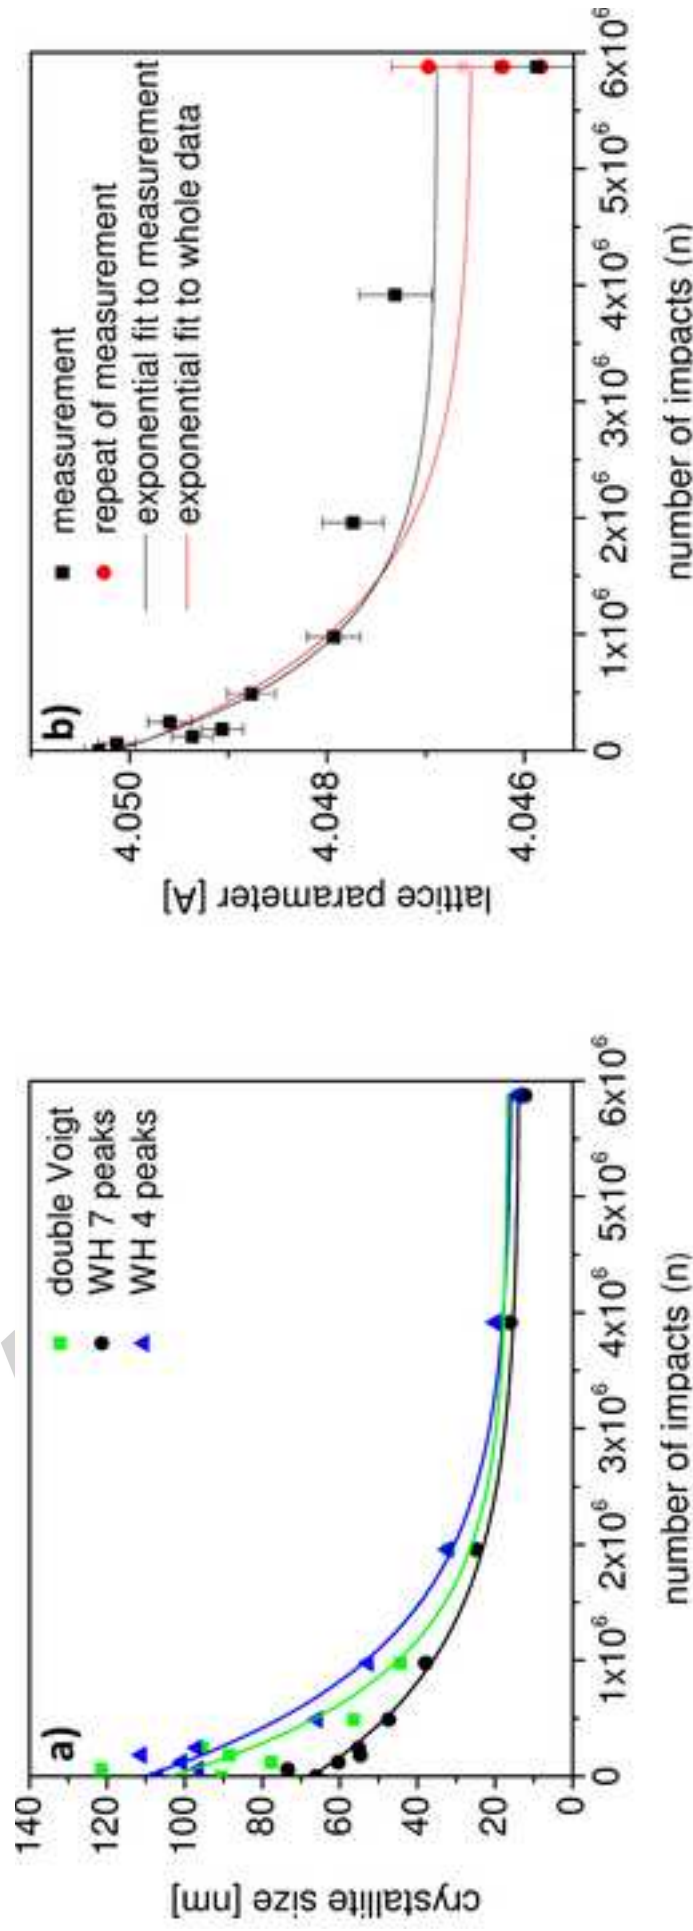 a)
double Voigt
WH 7 peaks
WH 4 peaks
140
120
100
80
60
40
20
0
crystallite size [nm]
0
1x10⁶
2x10⁶
3x10⁶
4x10⁶
5x10⁶
6x10⁶
number of impacts (n)
b)
measurement
repeat of measurement
exponential fit to measurement
exponential fit to whole data
4.050
4.048
4.046
lattice parameter [A]
0
1x10⁶
2x10⁶
3x10⁶
4x10⁶
5x10⁶
6x10⁶
number of impacts (n)